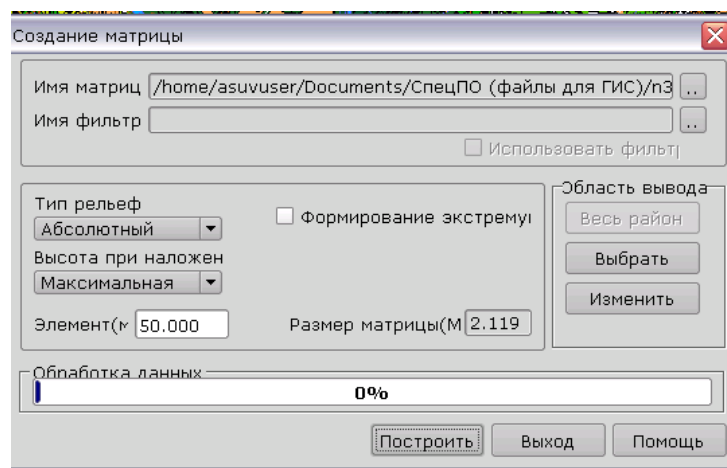 Создание матрицы
Имя матриц /home/asuvuser/Documents/СпецПО (файлы для ГИС)/n3 ..
Имя фильтр ..
Использовать фильт
Область вывода
Тип рельеф
Формирование экстрему
Весь район
Абсолютный
Высота при наложен
Выбрать
Максимальная
Изменить
Элемент(м 50.000 Размер матрицы(М 2.119
Обработка данных
0%
Построить Выход Помощь